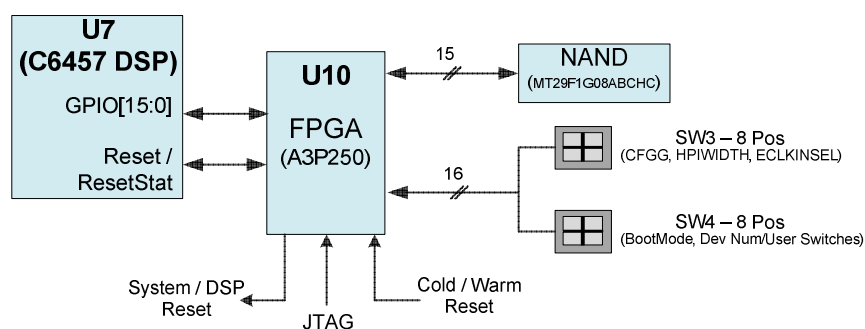 U7
(C6457 DSP)
GPIO[15:0]
Reset /
ResetStat
U10
FPGA
(A3P250)
15
NAND
(MT29F1G08ABCHC)
16
SW3 – 8 Pos
(CFGG, HPIWIDTH, ECLKINSEL)
SW4 – 8 Pos
(BootMode, Dev Num/User Switches)
System / DSP
Reset
JTAG
Cold / Warm
Reset